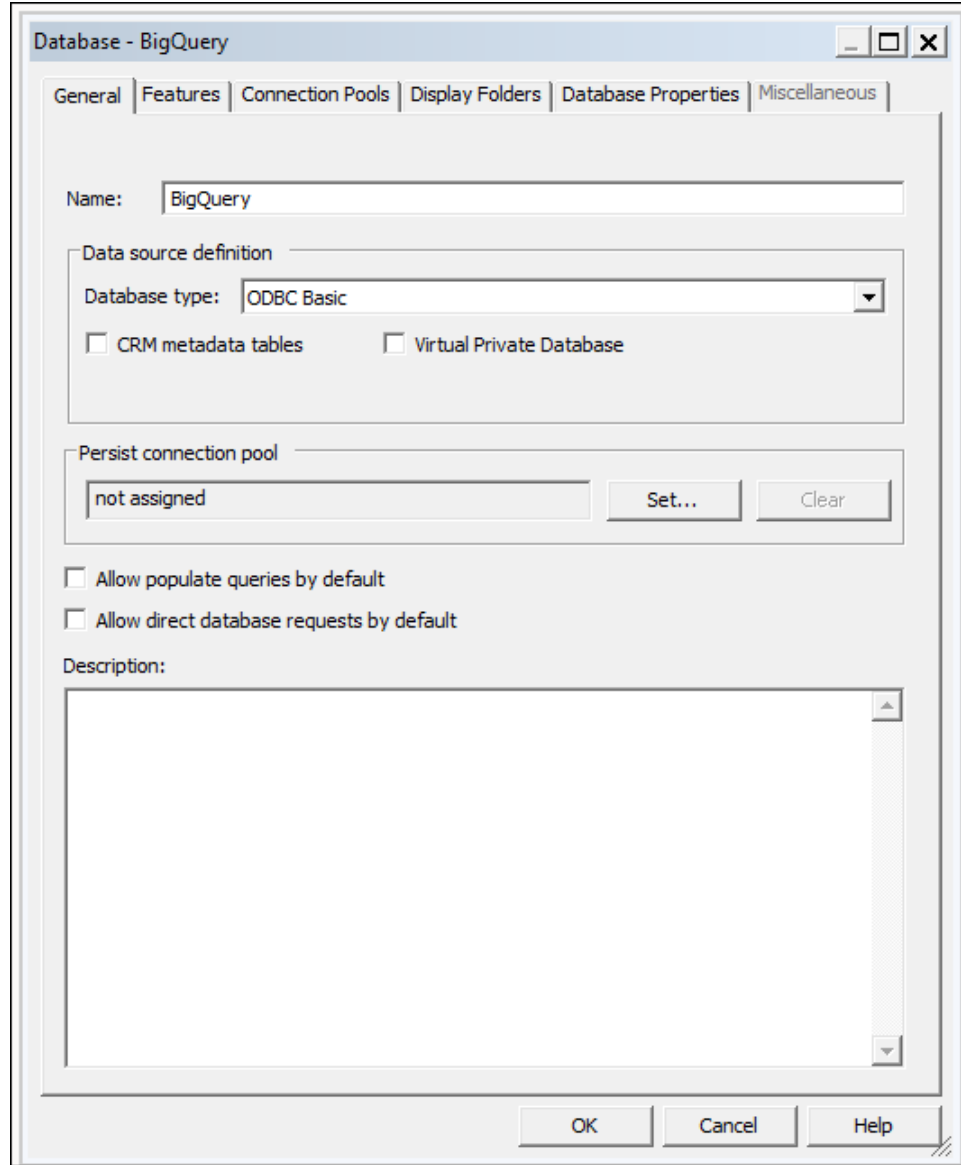 Database - BigQuery
General Features Connection Pools Display Folders Database Properties Miscellaneous
Name: BigQuery
Data source definition
Database type: ODBC Basic
CRM metadata tables Virtual Private Database
Persist connection pool
not assigned Set... Clear
Allow populate queries by default
Allow direct database requests by default
Description:
OK Cancel Help